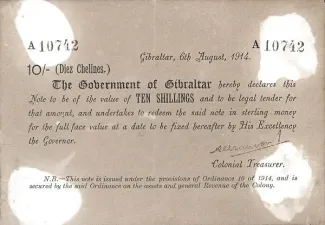 A 10742 A 10742
Gibraltar, 6th August, 1914.
10/- (Diez Chelines.)
The Government of Gibraltar hereby declares this
Note to be of the value of TEN SHILLINGS and to be legal tender for
that amount, and undertakes to redeem the said note in sterling money
for the full face value at a date to be fixed hereafter by His Excellency
the Governor.
Colonial Treasurer.
N.B.—This note is issued under the provisions of Ordinance 10 of 1914, and is
secured by the said Ordinance on the assets and general Revenue of the Colony.